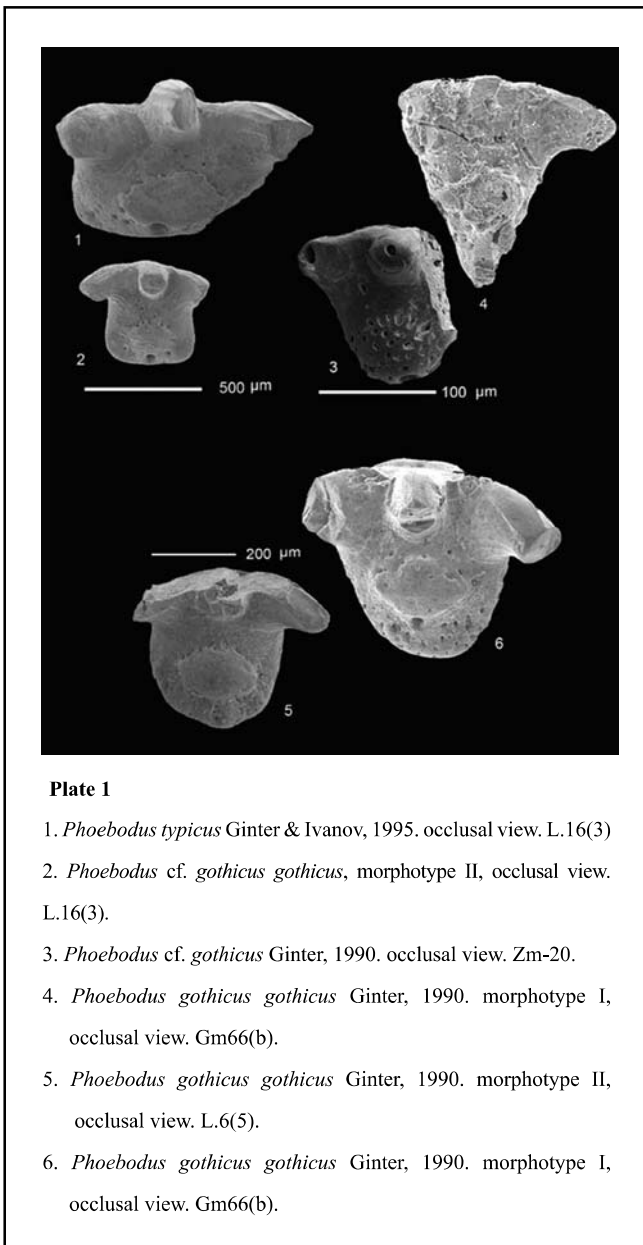 1
4
2
3
500 µm
100 µm
200 µm
6
5
Plate 1
1. Phoebodus typicus Ginter & Ivanov, 1995. occlusal view. L.16(3)
2. Phoebodus cf. gothicus gothicus, morphotype II, occlusal view.
L.16(3).
3. Phoebodus cf. gothicus Ginter, 1990. occlusal view. Zm-20.
4. Phoebodus gothicus gothicus Ginter, 1990. morphotype I,
occlusal view. Gm66(b).
5. Phoebodus gothicus gothicus Ginter, 1990. morphotype II,
occlusal view. L.6(5).
6. Phoebodus gothicus gothicus Ginter, 1990. morphotype I,
occlusal view. Gm66(b).